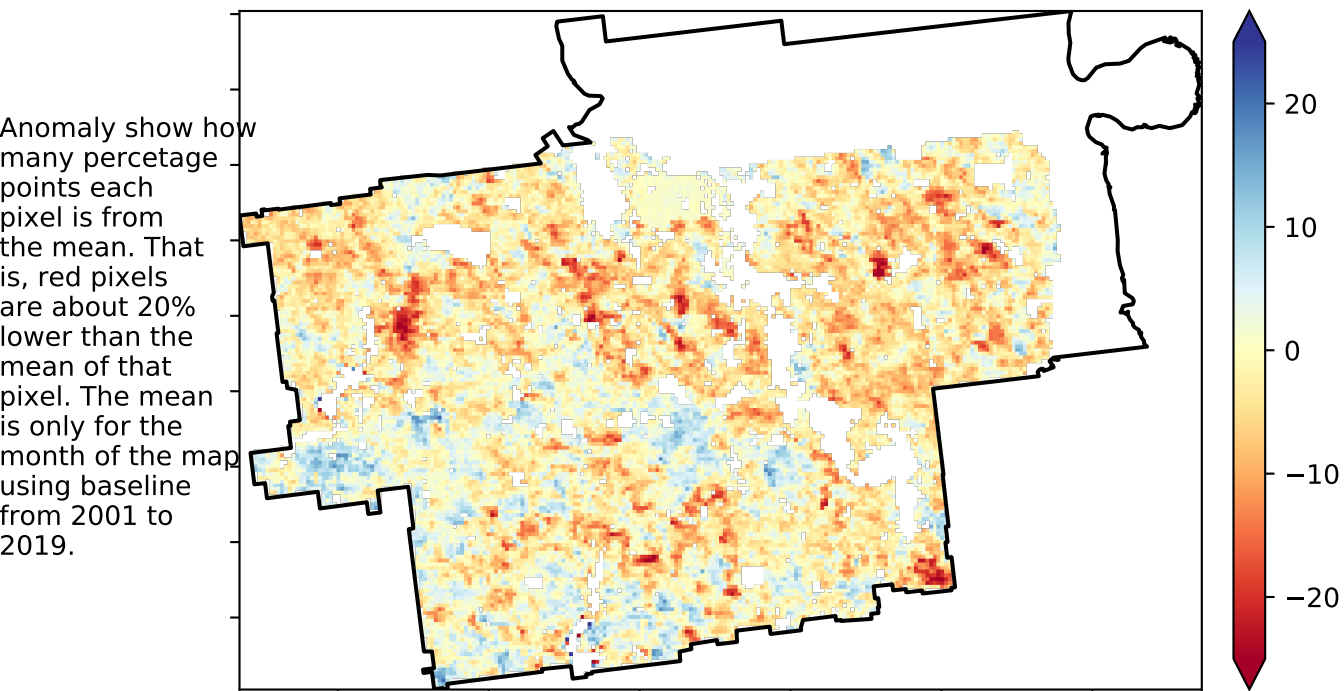 Anomaly show how
many percetage
points each
pixel is from
the mean. That
is, red pixels
are about 20%
lower than the
mean of that
pixel. The mean
is only for the
month of the map
using baseline
from 2001 to
2019.
20
10
0
−10
−20